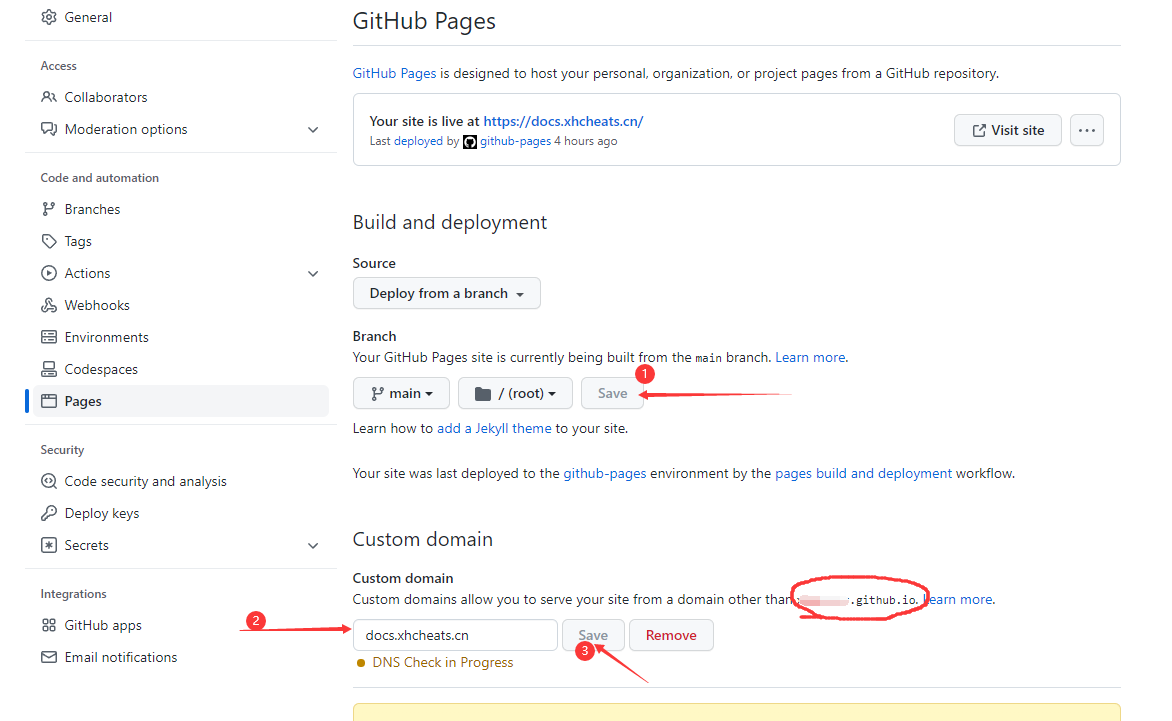 General
Access
Collaborators
Moderation options
Code and automation
Branches
Tags
Actions
Webhooks
Environments
Codespaces
Pages
Security
Code security and analysis
Deploy keys
Secrets
Integrations
GitHub apps
Email notifications
GitHub Pages
GitHub Pages is designed to host your personal, organization, or project pages from a GitHub repository.
Your site is live at https://docs.xhcheats.cn/
Last deployed by github-pages 4 hours ago
Visit site
Build and deployment
Source
Deploy from a branch
Branch
Your GitHub Pages site is currently being built from the main branch. Learn more.
main / (root) Save 1
Learn how to add a Jekyll theme to your site.
Your site was last deployed to the github-pages environment by the pages build and deployment workflow.
Custom domain
Custom domain
Custom domains allow you to serve your site from a domain other than .github.io. Learn more.
2 docs.xhcheats.cn Save Remove
3
DNS Check in Progress